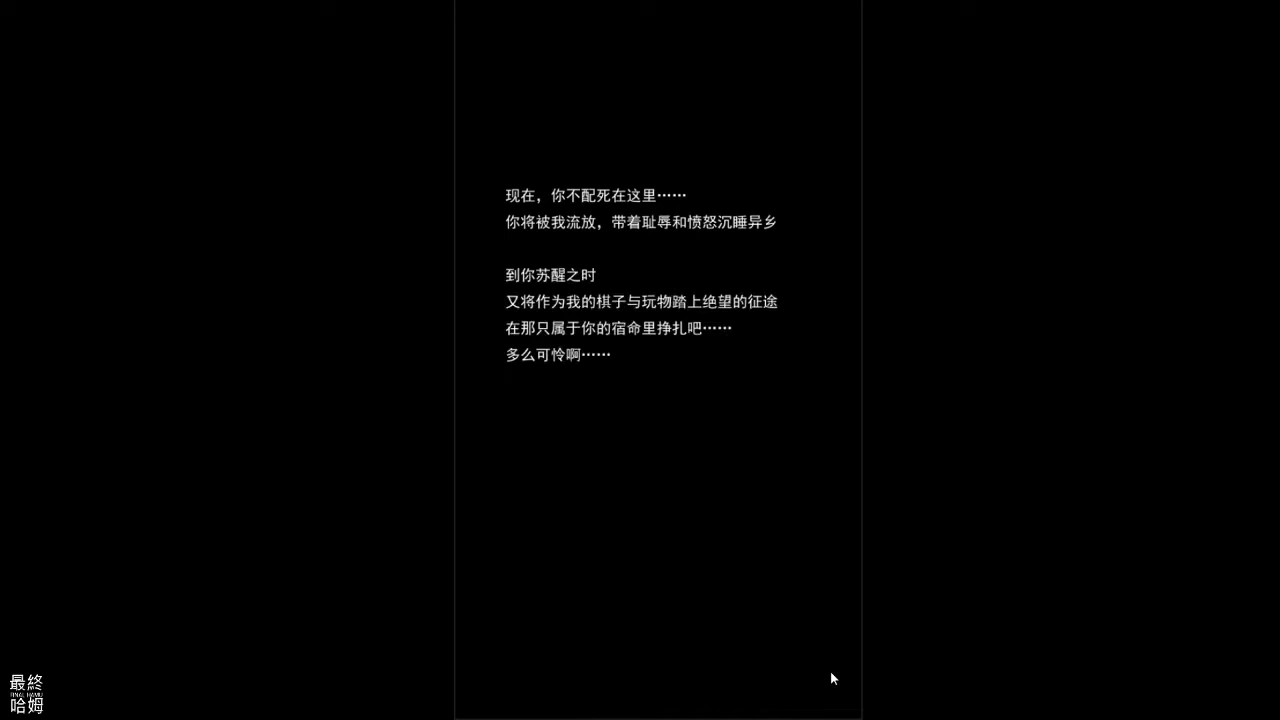 现在，你不配死在这里……
你将被我流放，带着耻辱和愤怒沉睡异乡
到你苏醒之时
又将作为我的棋子与玩物踏上绝望的征途
在那只属于你的宿命里挣扎吧……
多么可怜啊……
最終
FINAL HAMU
哈姆